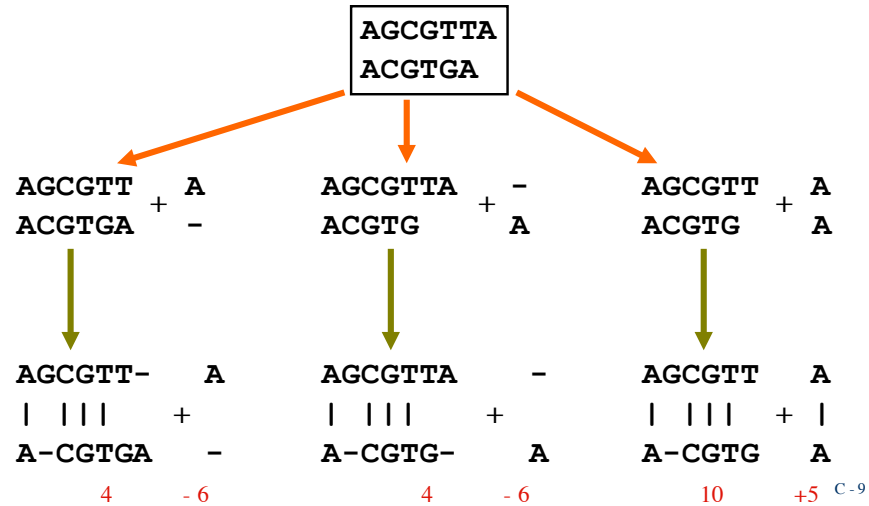 AGCGTTA
ACGTGA
AGCGTT + A
ACGTGA –
AGCGTTA + –
ACGTG A
AGCGTT + A
ACGTG A
AGCGTT– A
| ||| +
A–CGTGA –
4 - 6
AGCGTTA –
| ||| +
A–CGTG– A
4 - 6
AGCGTT A
| ||| + |
A–CGTG A
10 +5
C - 9